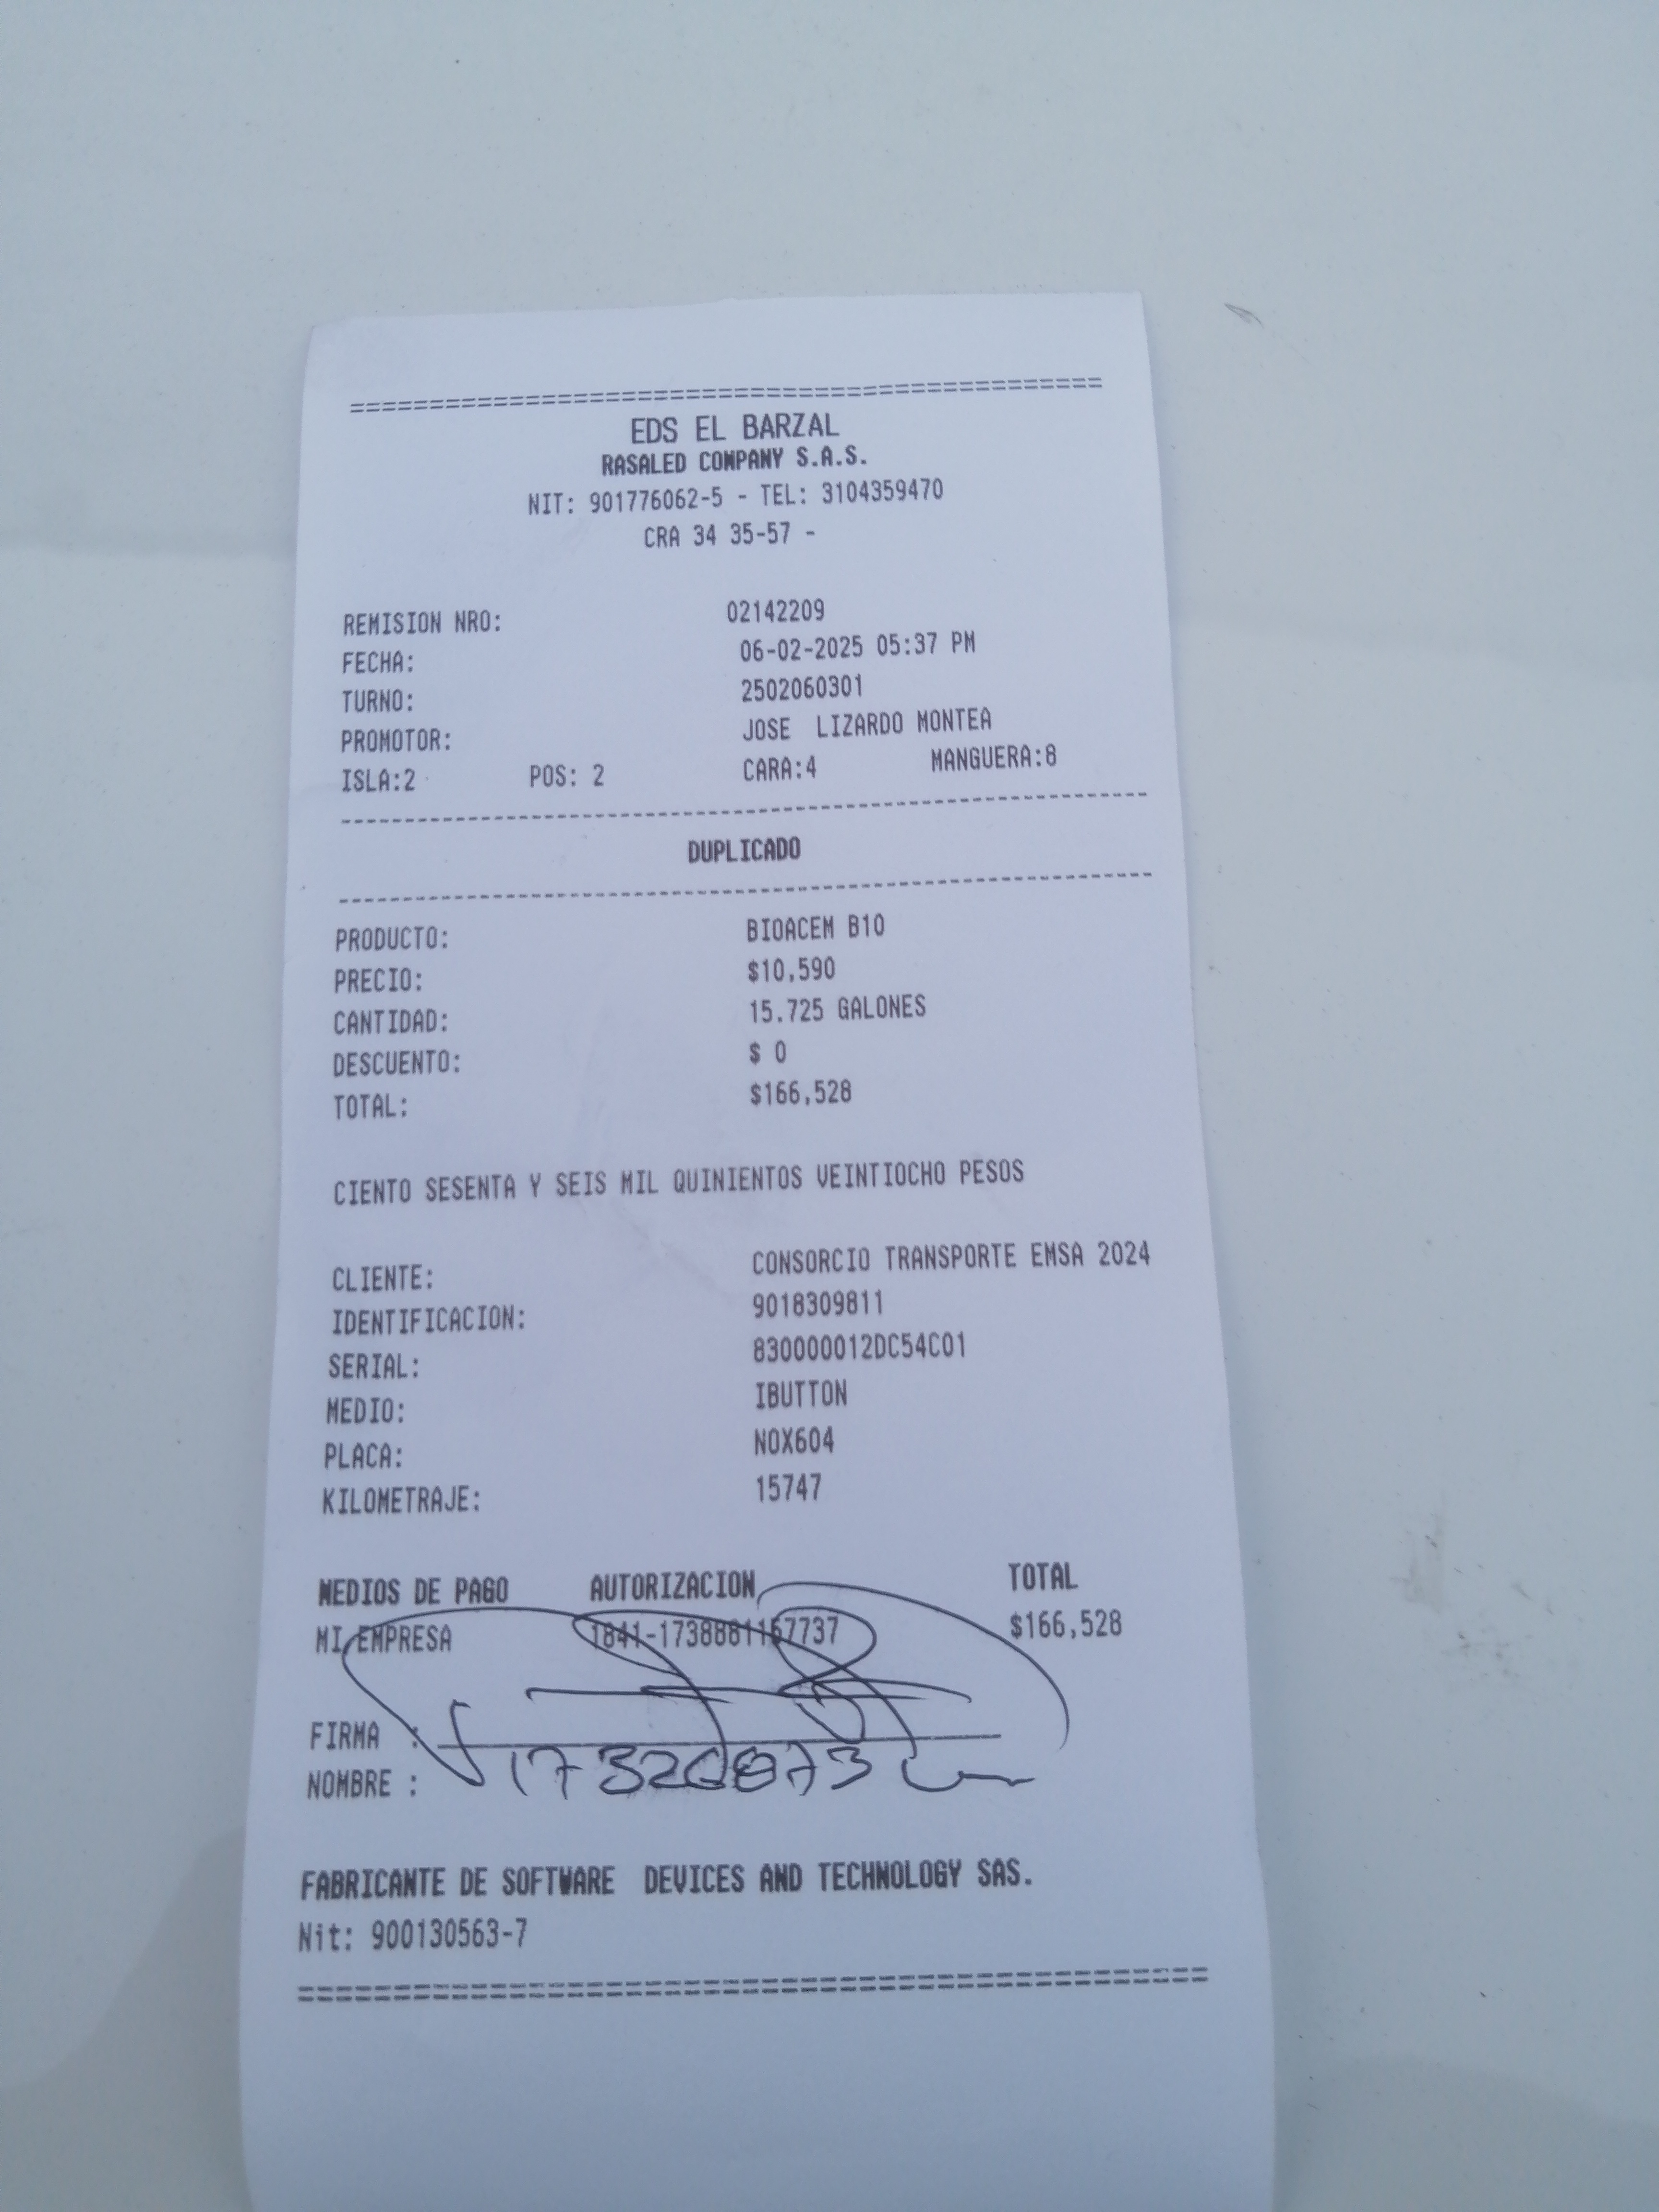 EDS EL BARZAL
RASALED COMPANY S.A.S.
NIT: 901776062-5 - TEL: 3104359470
CRA 34 35-57 -
REMISION NRO: 02142209
FECHA: 06-02-2025 05:37 PM
TURNO: 2502060301
PROMOTOR: JOSE LIZARDO MONTEA
ISLA:2 POS: 2 CARA:4 MANGUERA:8
DUPLICADO
PRODUCTO: BIOACEM B10
PRECIO: $10,590
CANTIDAD: 15.725 GALONES
DESCUENTO: $ 0
TOTAL: $166,528
CIENTO SESENTA Y SEIS MIL QUINIENTOS VEINTIOCHO PESOS
CLIENTE: CONSORCIO TRANSPORTE EMSA 2024
IDENTIFICACION: 9018309811
SERIAL: 830000012DC54C01
MEDIO: IBUTTON
PLACA: NOX604
KILOMETRAJE: 15747
MEDIOS DE PAGO AUTORIZACION TOTAL
MI EMPRESA 1841-1738881157737 $166,528
FIRMA :
NOMBRE :
FABRICANTE DE SOFTWARE DEVICES AND TECHNOLOGY SAS.
Nit: 900130563-7